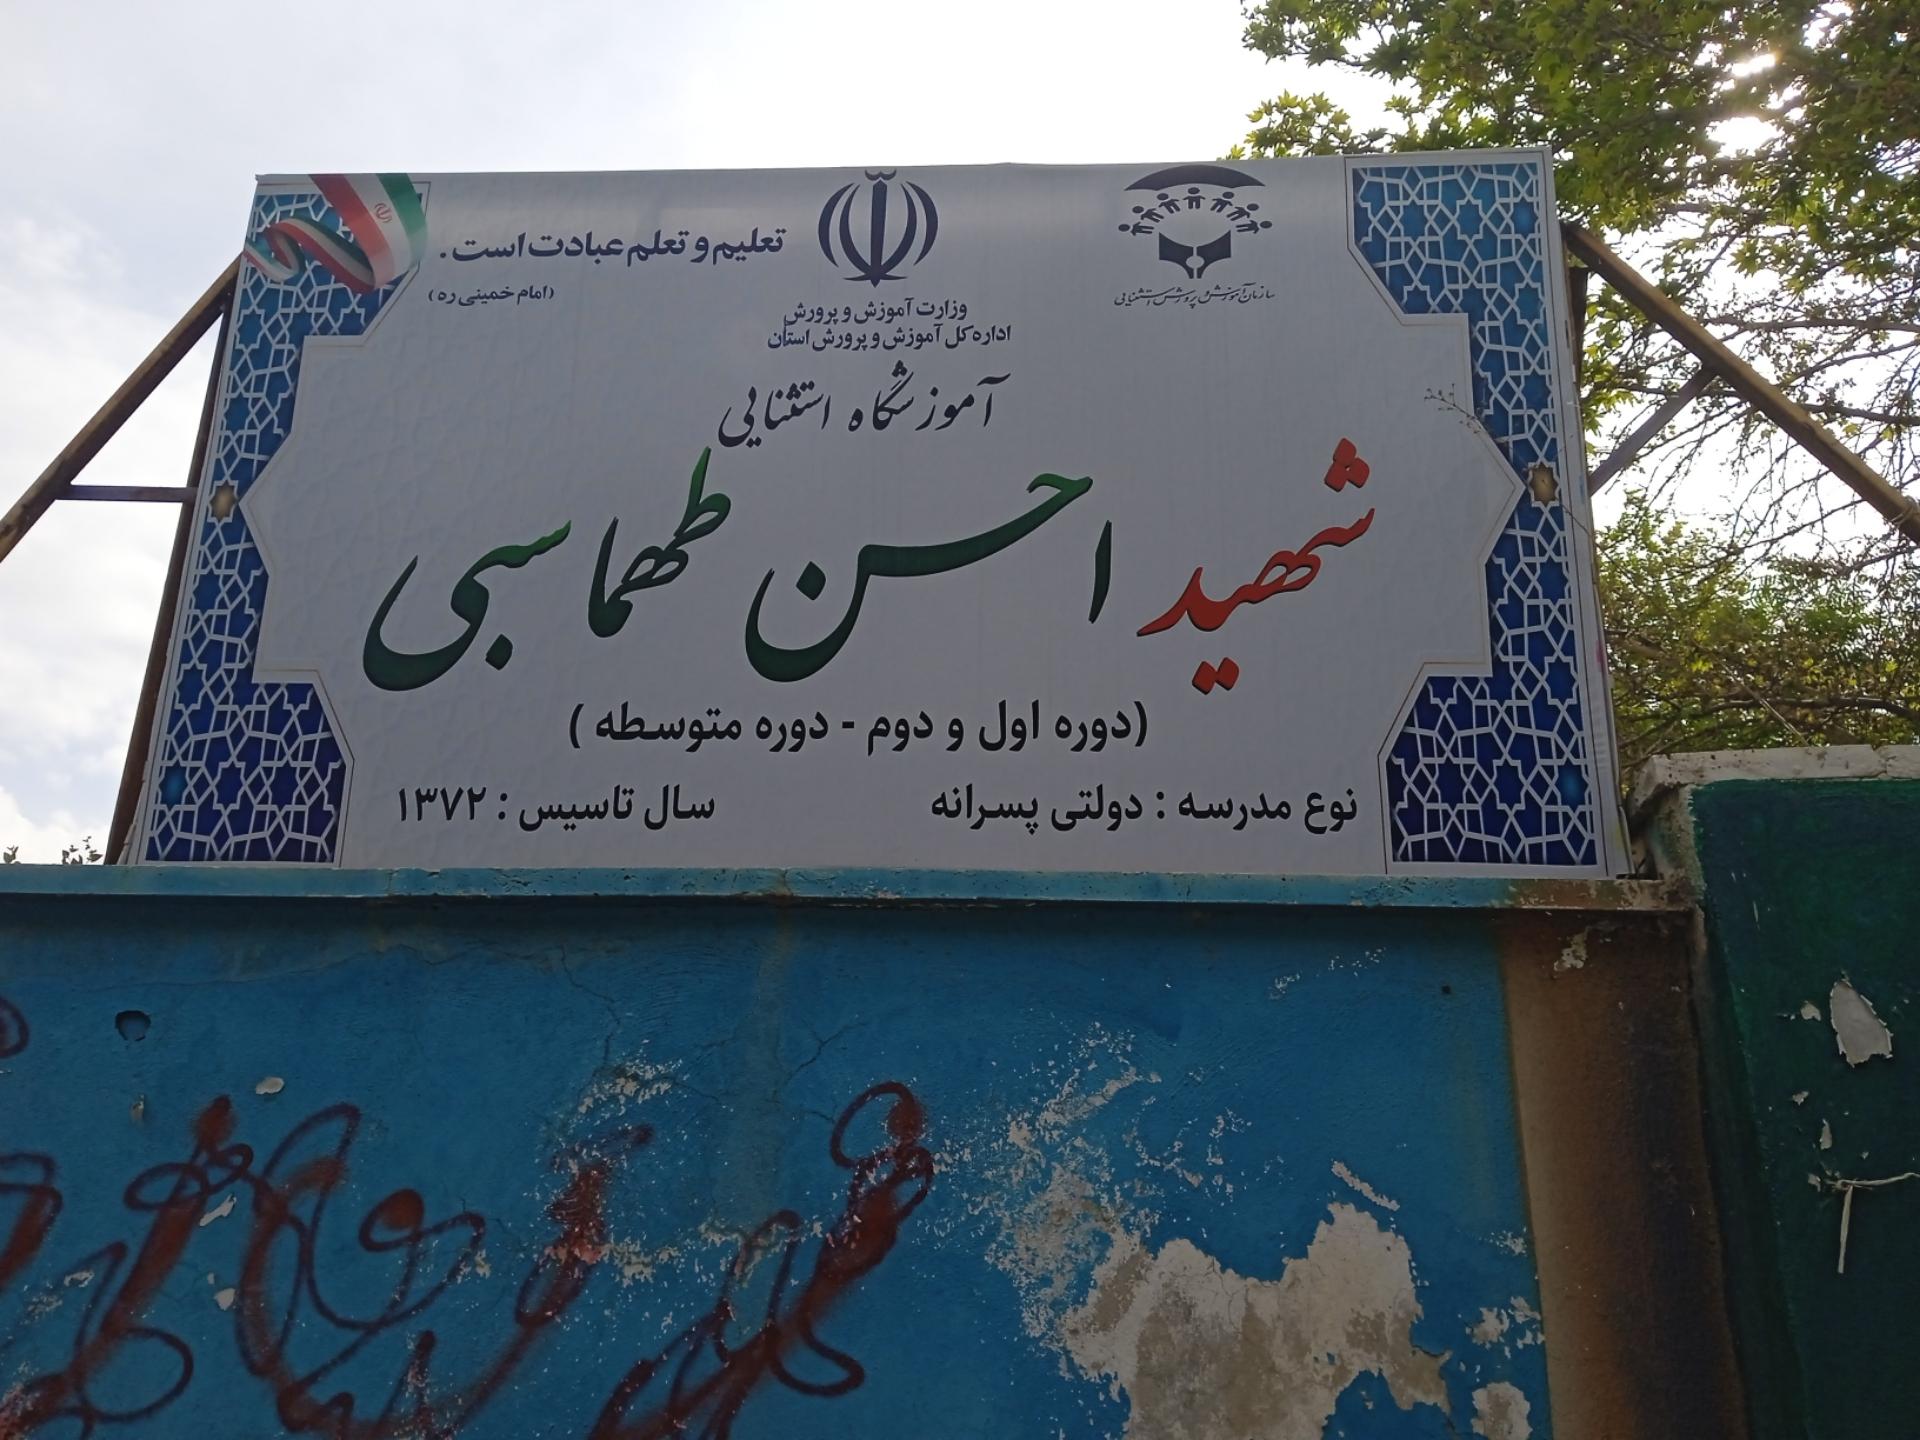 سازمان آموزش و پرورش استثنایی
تعلیم و تعلم عبادت است.
(امام خمینی ره)
وزارت آموزش و پرورش
اداره کل آموزش و پرورش استان
آموزشگاه استثنایی
شهید احسن طهماسبی
(دوره اول و دوم - دوره متوسطه)
نوع مدرسه : دولتی پسرانه
سال تاسیس : ۱۳۷۲